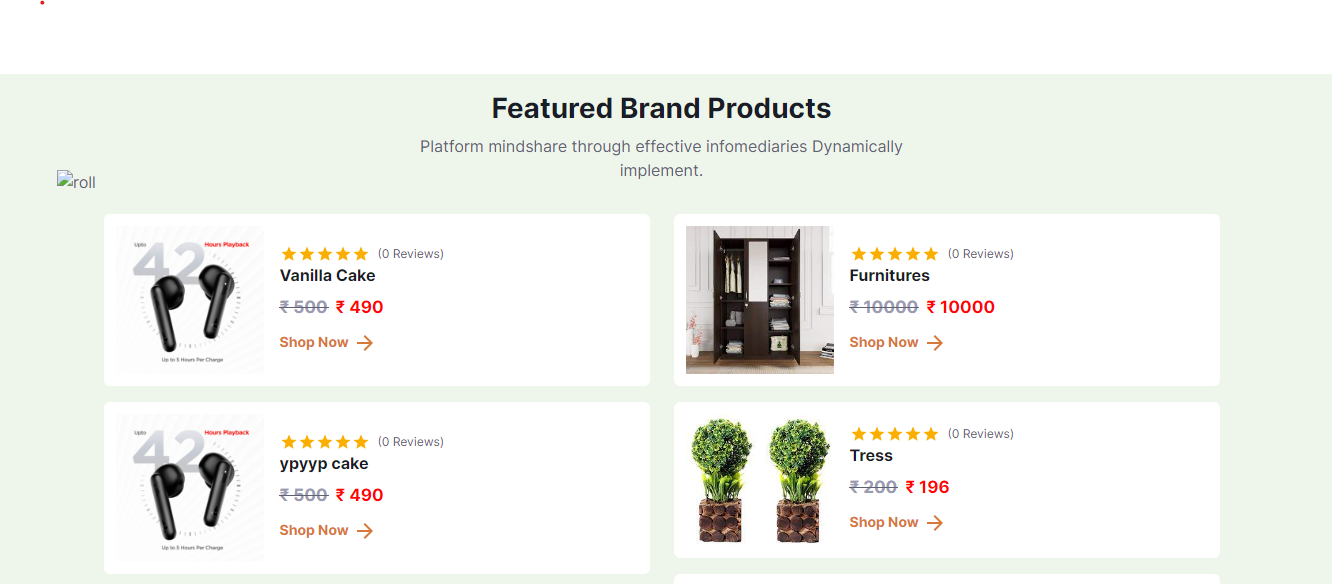 Featured Brand Products
Platform mindshare through effective infomediaries Dynamically
implement.
roll
Upto
42
Hours Playback
Up to 5 Hours Per Charge
(0 Reviews)
Vanilla Cake
₹ 500 ₹ 490
Shop Now
(0 Reviews)
Furnitures
₹ 10000 ₹ 10000
Shop Now
Upto
42
Hours Playback
Up to 5 Hours Per Charge
(0 Reviews)
ypyyp cake
₹ 500 ₹ 490
Shop Now
(0 Reviews)
Tress
₹ 200 ₹ 196
Shop Now